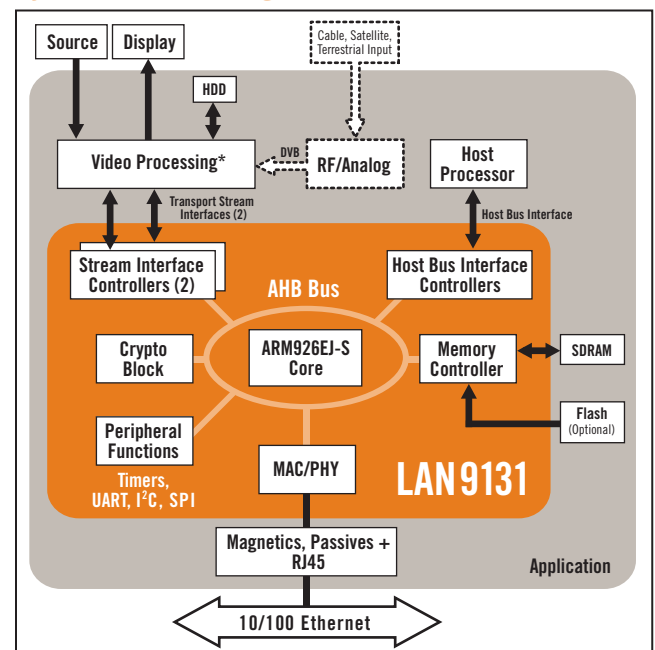 Source
Display
Cable, Satellite,
Terrestrial Input
HDD
Video Processing*
DVB
RF/Analog
Host
Processor
Transport Stream
Interfaces (2)
Host Bus Interface
Stream Interface
Controllers (2)
AHB Bus
Host Bus Interface
Controllers
Crypto
Block
ARM926EJ-S
Core
Memory
Controller
SDRAM
Peripheral
Functions
Flash
(Optional)
Timers,
UART, I²C, SPI
MAC/PHY
LAN9131
Magnetics, Passives +
RJ45
Application
10/100 Ethernet